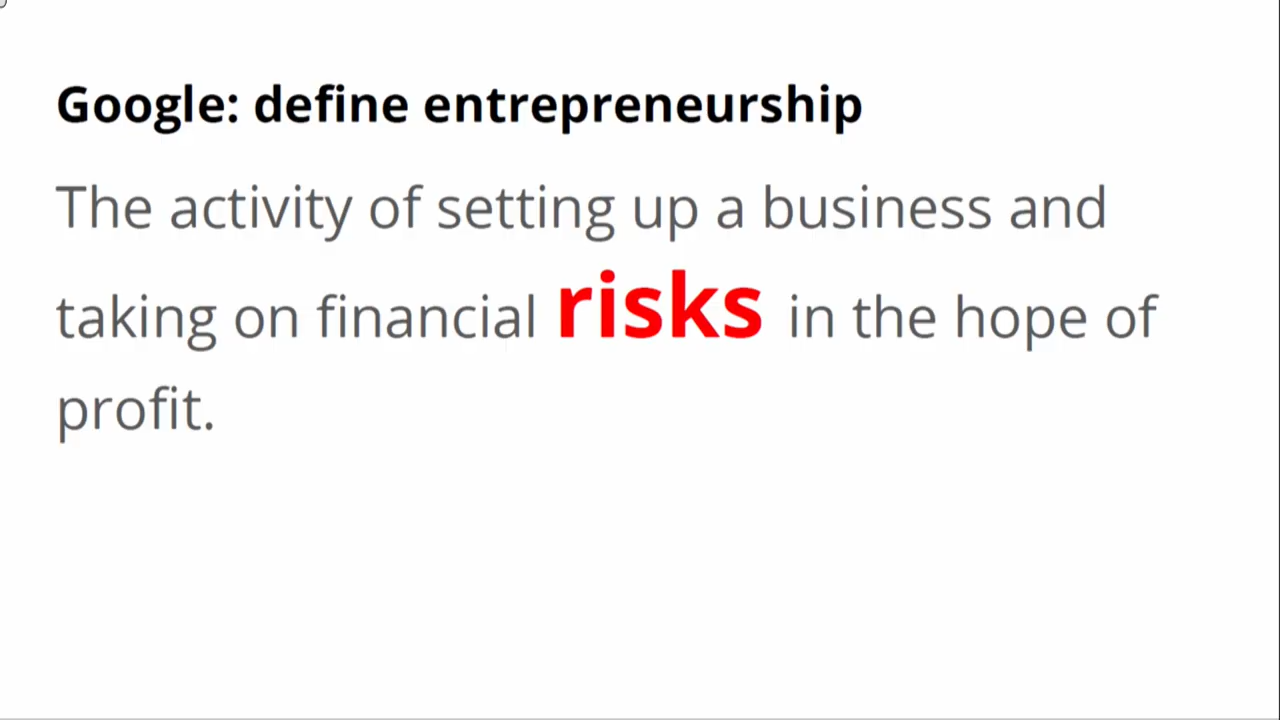 Google: define entrepreneurship
The activity of setting up a business and
taking on financial risks in the hope of
profit.